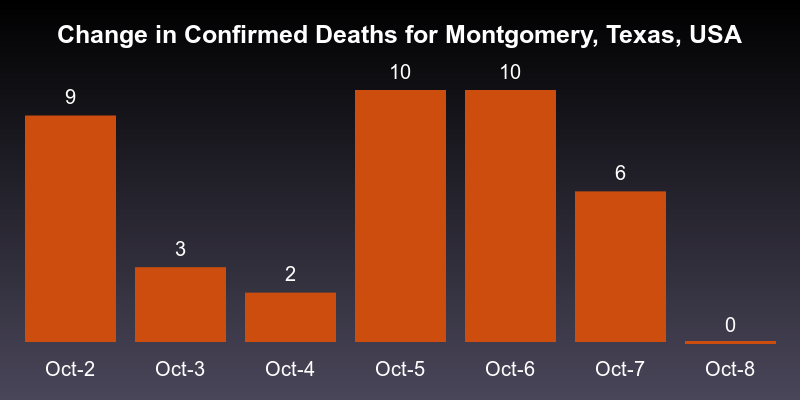 Change in Confirmed Deaths for Montgomery, Texas, USA
9
3
2
10
10
6
0
Oct-2
Oct-3
Oct-4
Oct-5
Oct-6
Oct-7
Oct-8